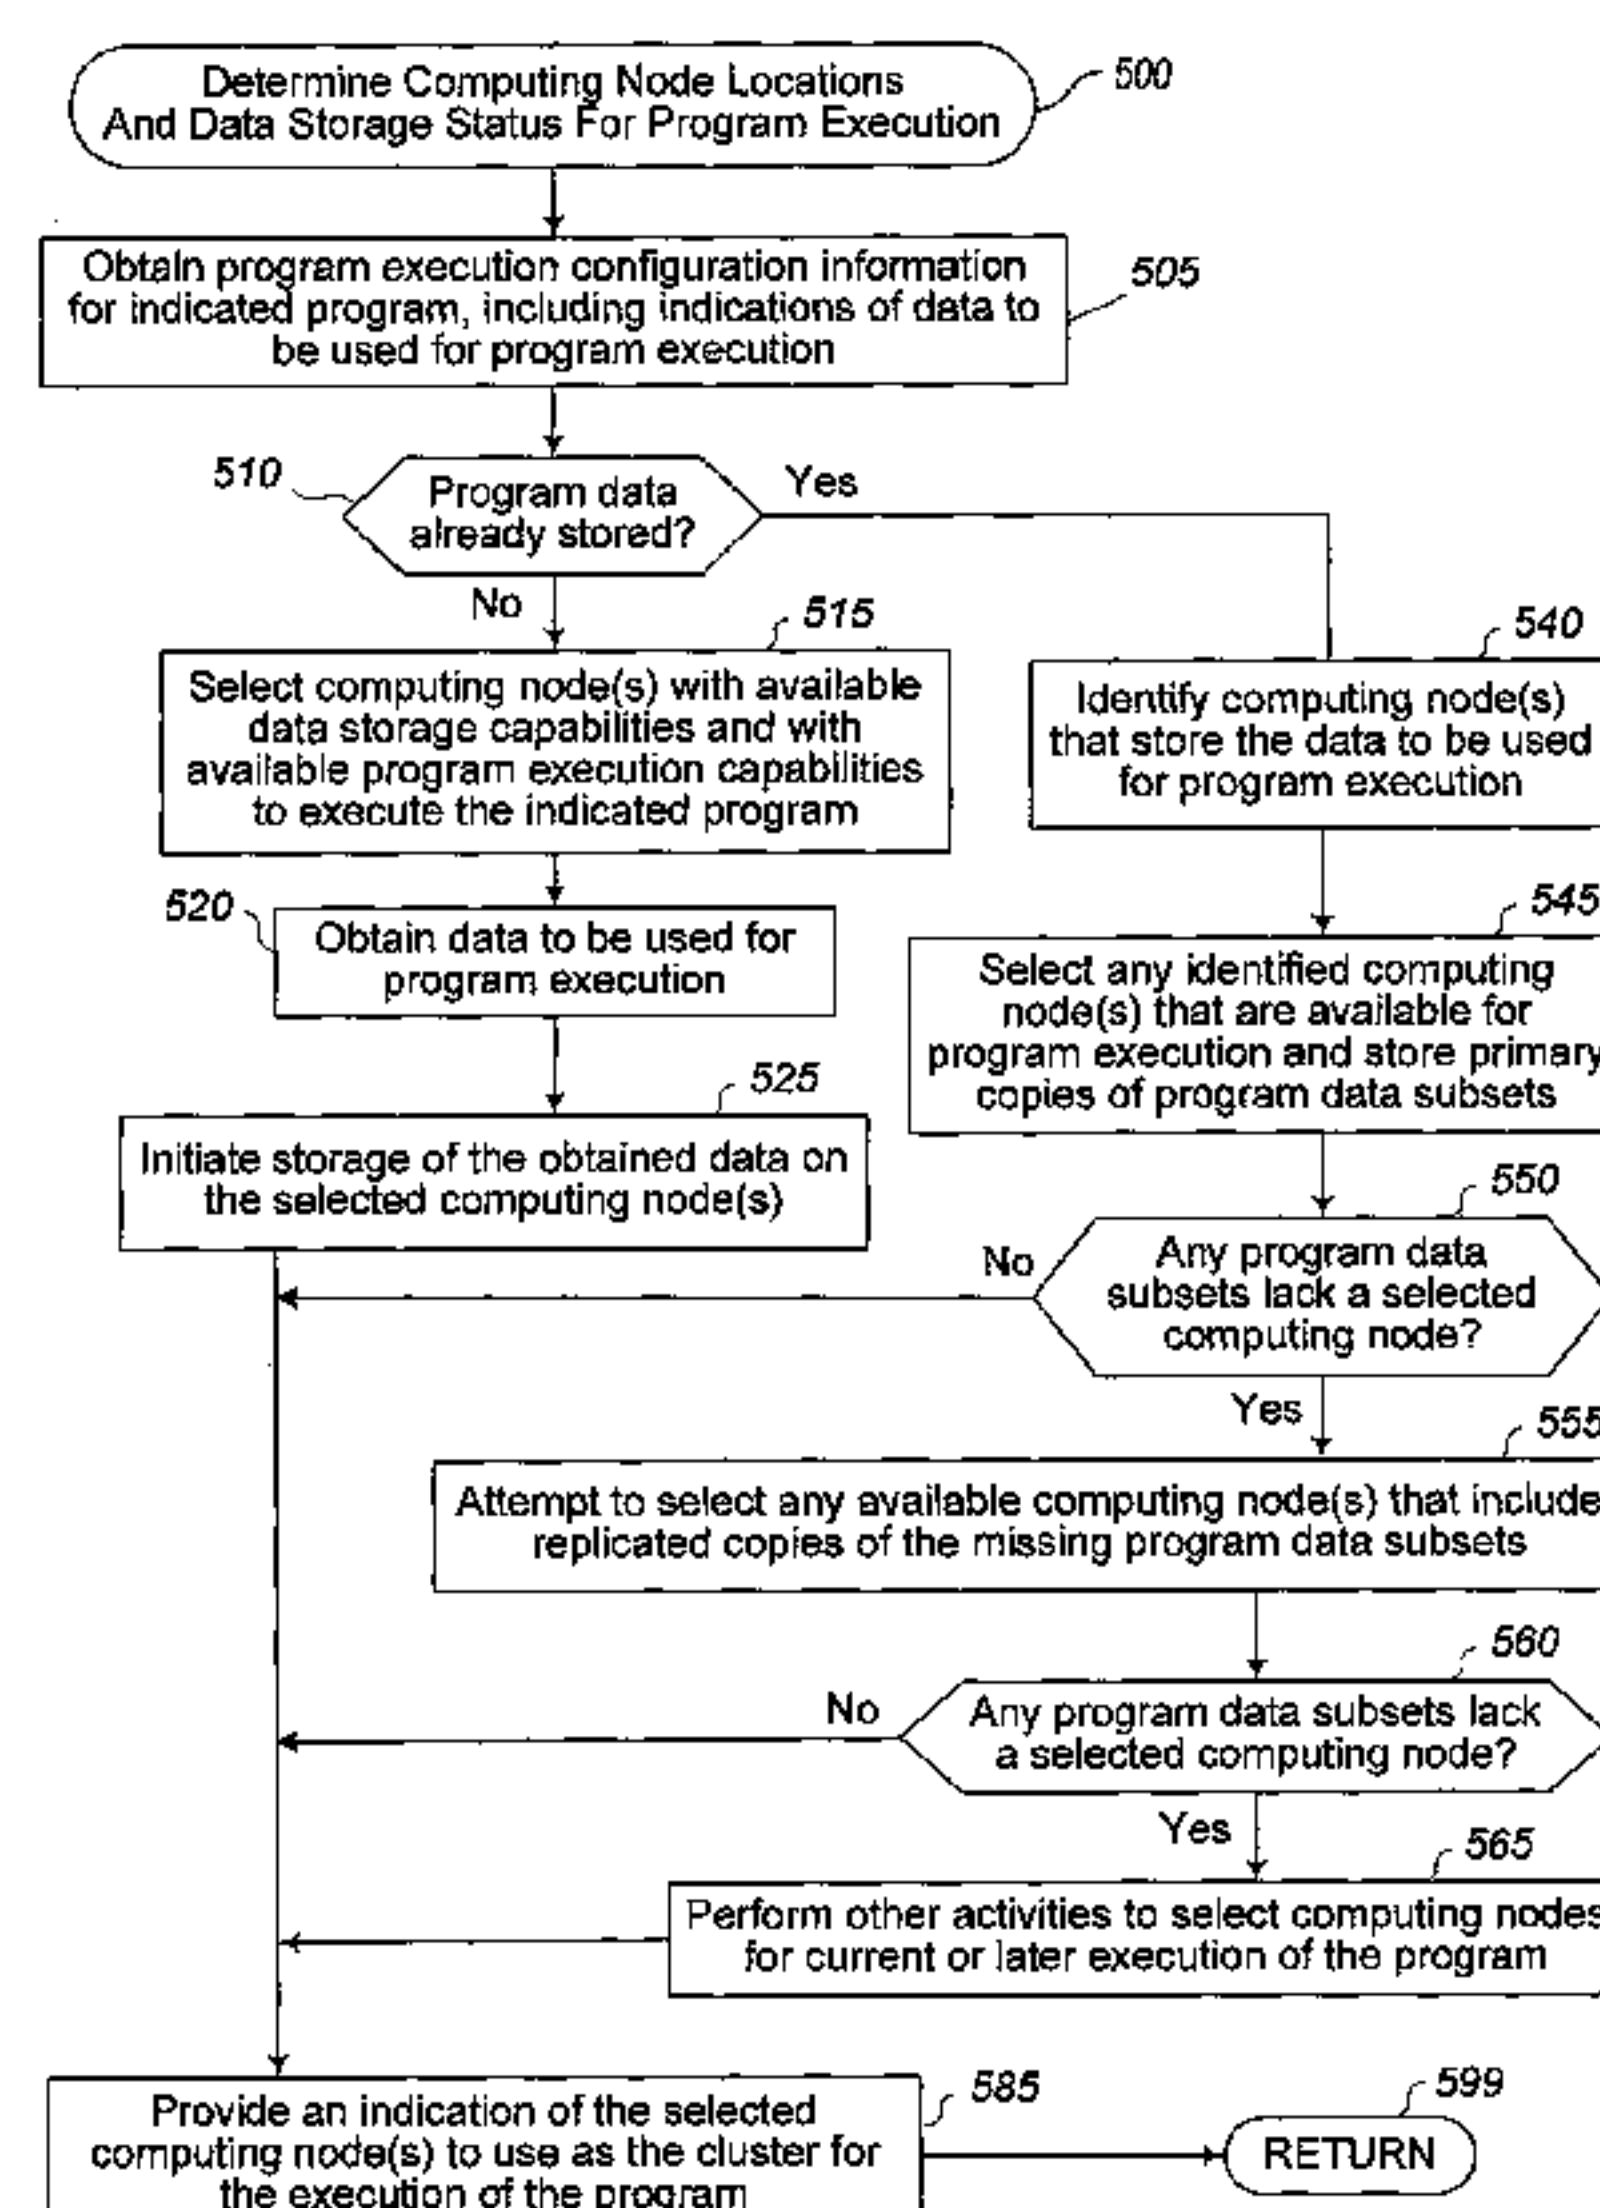 Determine Computing Node Locations
And Data Storage Status For Program Execution
500
Obtain program execution configuration information
for indicated program, including indications of data to
be used for program execution
505
510
Program data
already stored?
Yes
No
515
Select computing node(s) with available
data storage capabilities and with
available program execution capabilities
to execute the indicated program
540
Identify computing node(s)
that store the data to be used
for program execution
520
Obtain data to be used for
program execution
545
Select any identified computing
node(s) that are available for
program execution and store primary
copies of program data subsets
525
Initiate storage of the obtained data on
the selected computing node(s)
550
Any program data
subsets lack a selected
computing node?
No
Yes
555
Attempt to select any available computing node(s) that include
replicated copies of the missing program data subsets
560
Any program data subsets lack
a selected computing node?
No
Yes
565
Perform other activities to select computing nodes
for current or later execution of the program
585
Provide an indication of the selected
computing node(s) to use as the cluster for
the execution of the program
599
RETURN